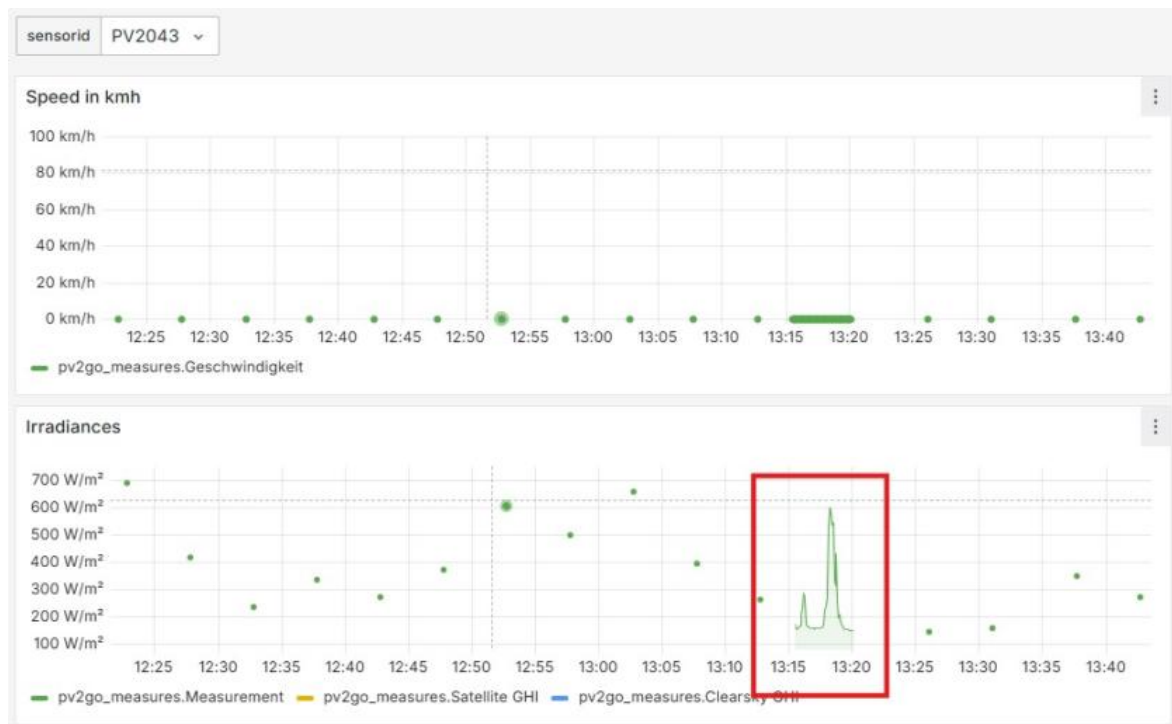 sensorid PV2043
Speed in kmh
100 km/h
80 km/h
60 km/h
40 km/h
20 km/h
0 km/h
12:25 12:30 12:35 12:40 12:45 12:50 12:55 13:00 13:05 13:10 13:15 13:20 13:25 13:30 13:35 13:40
pv2go_measures.Geschwindigkeit
Irradiances
700 W/m²
600 W/m²
500 W/m²
400 W/m²
300 W/m²
200 W/m²
100 W/m²
12:25 12:30 12:35 12:40 12:45 12:50 12:55 13:00 13:05 13:10 13:15 13:20 13:25 13:30 13:35 13:40
pv2go_measures.Measurement pv2go_measures.Satellite GHI pv2go_measures.Clearsky GHI